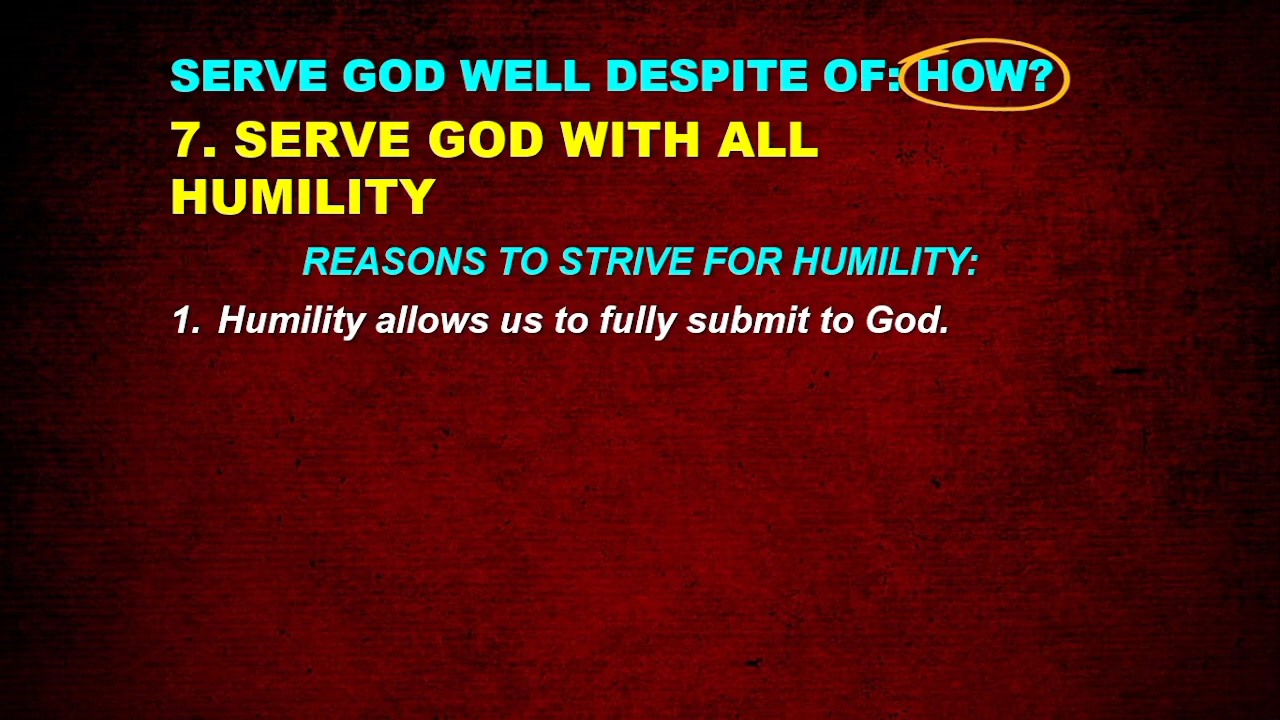 SERVE GOD WELL DESPITE OF: HOW?
7. SERVE GOD WITH ALL
HUMILITY
REASONS TO STRIVE FOR HUMILITY:
1. Humility allows us to fully submit to God.